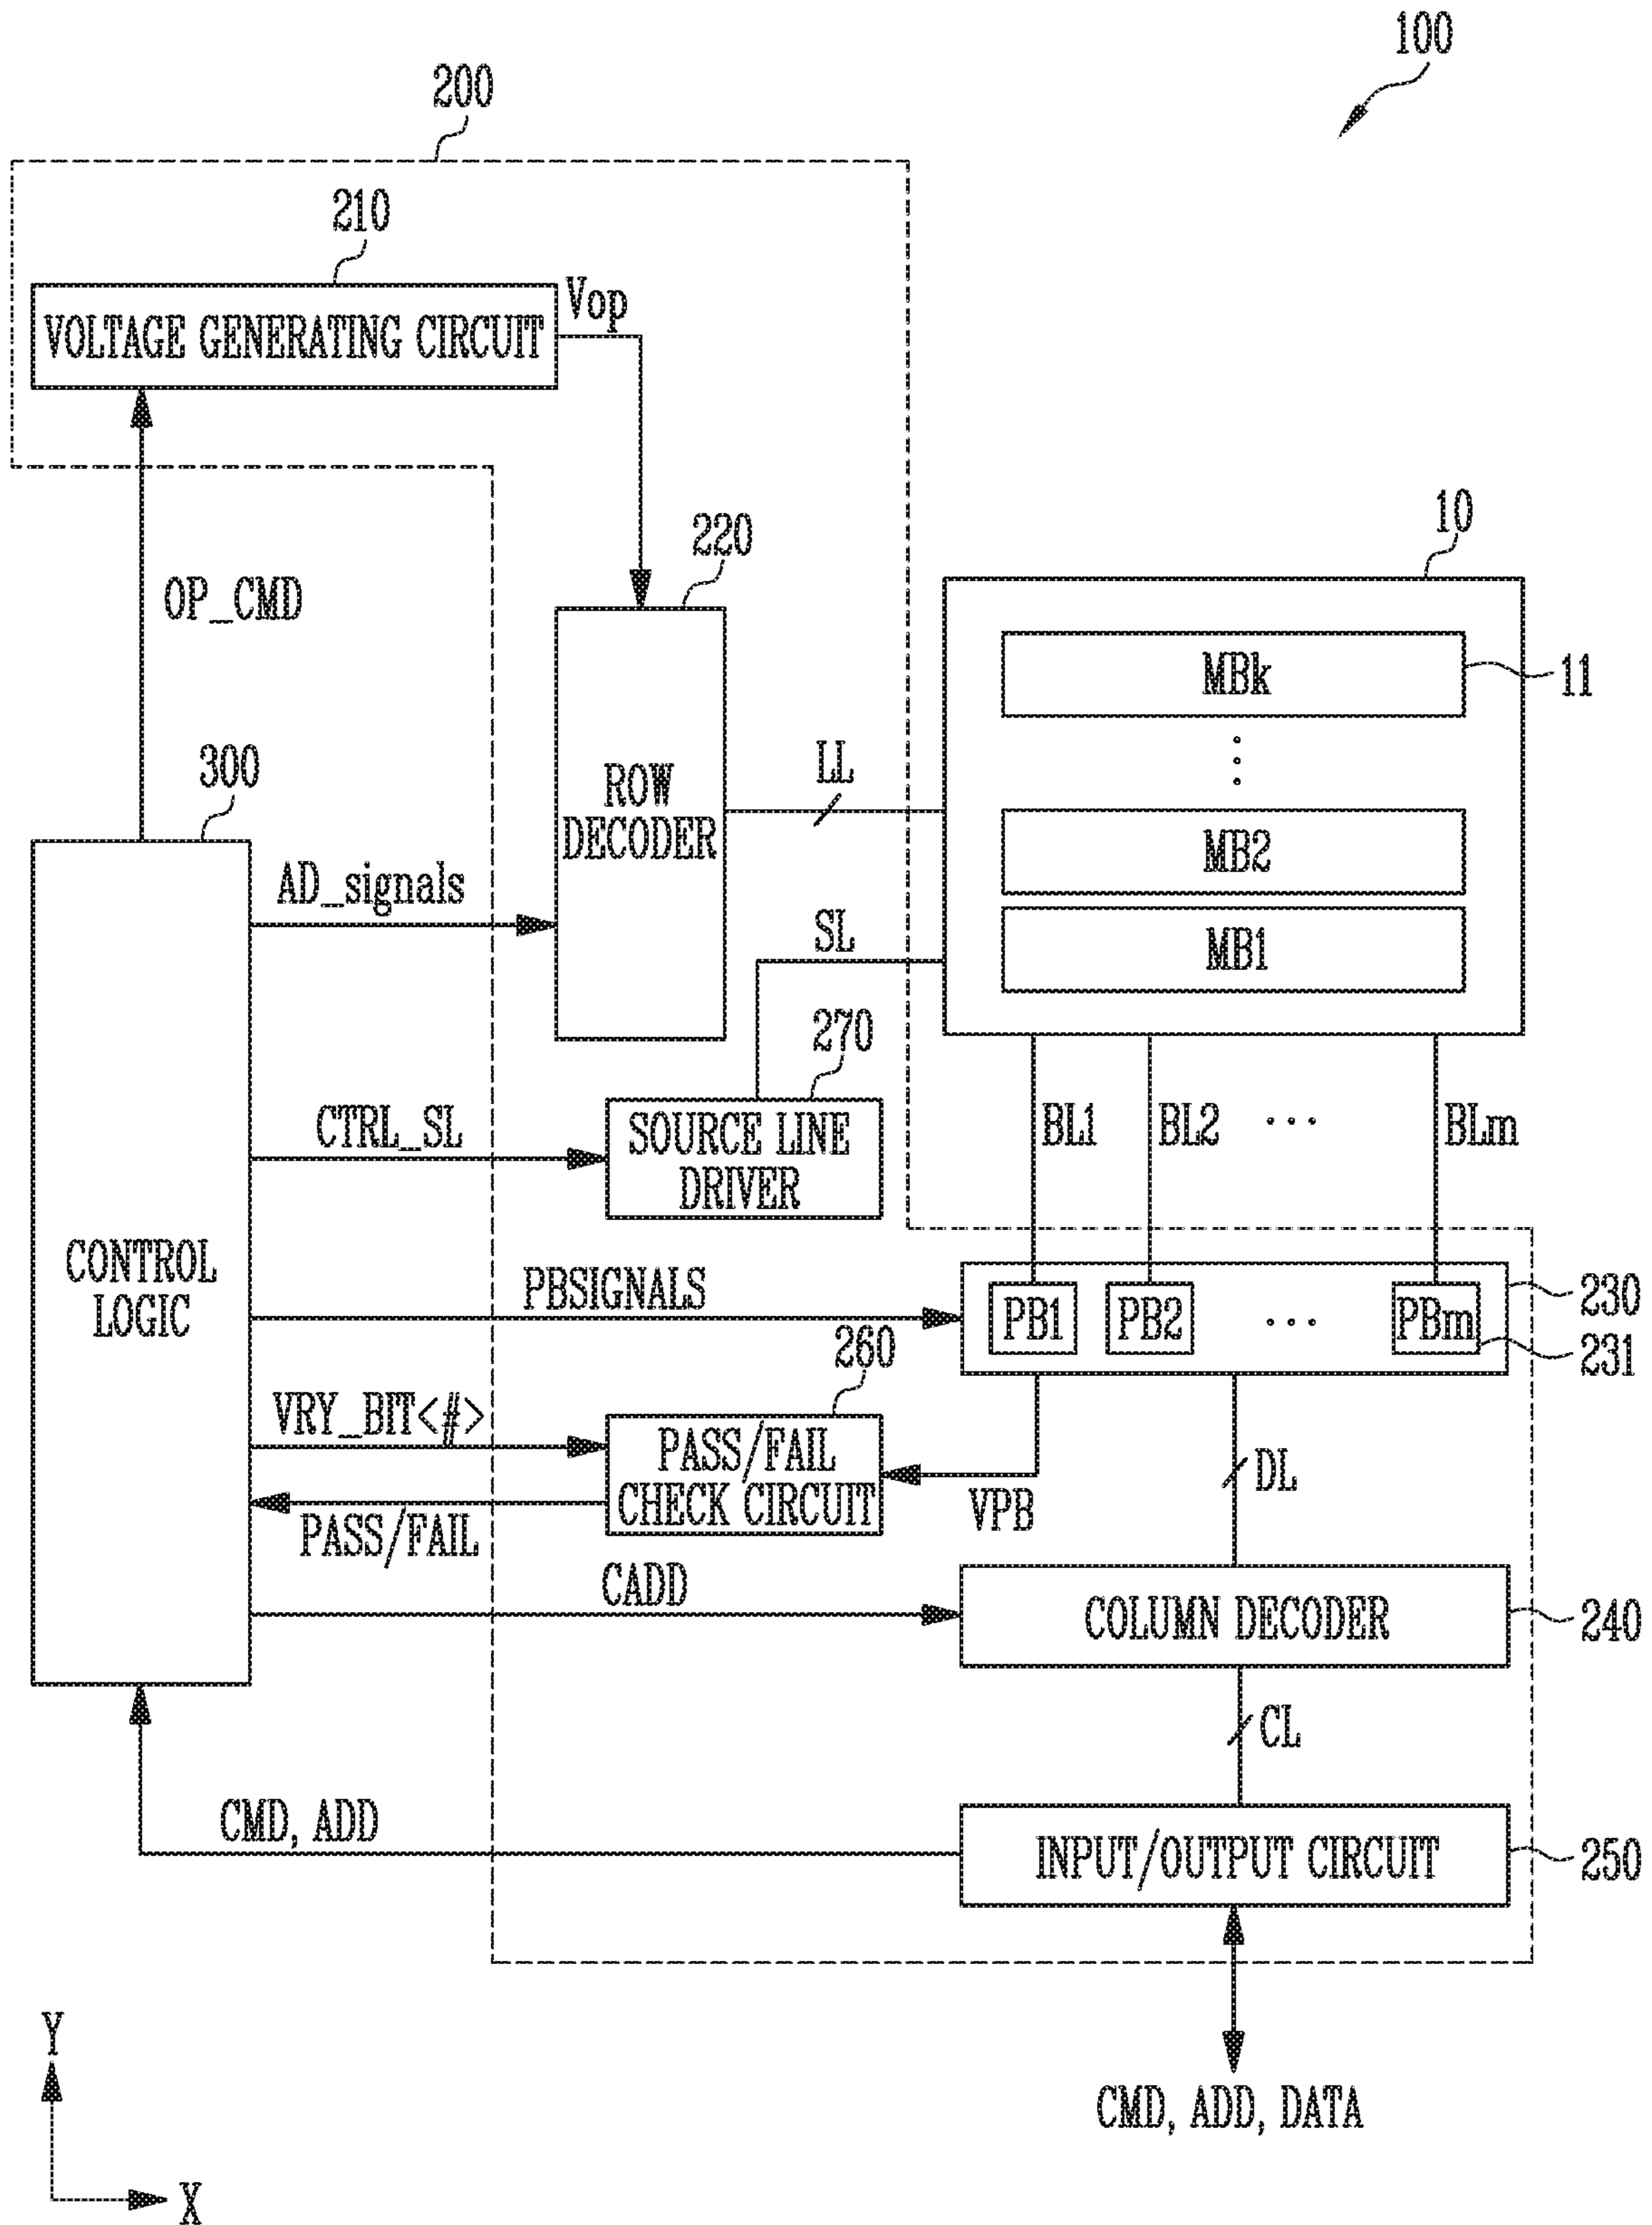 100
200
210
VOLTAGE GENERATING CIRCUIT
Vop
OP_CMD
220
ROW
DECODER
10
MBk
11
MB2
MB1
LL
SL
300
CONTROL
LOGIC
AD_signals
270
CTRL_SL
SOURCE LINE
DRIVER
BL1
BL2
...
BLm
PBSIGNALS
PB1
PB2
...
PBm
230
231
260
VRY_BIT<#>
PASS/FAIL
CHECK CIRCUIT
PASS/FAIL
VPB
DL
CADD
COLUMN DECODER
240
CL
CMD, ADD
INPUT/OUTPUT CIRCUIT
250
CMD, ADD, DATA
Y
X